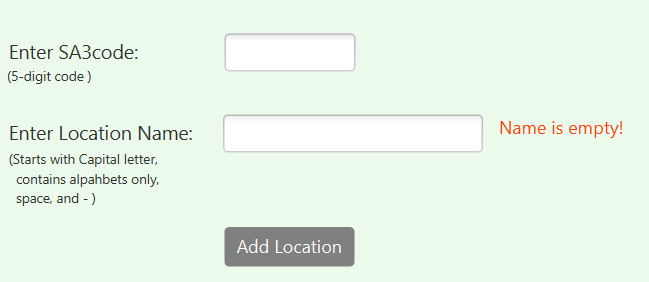 Enter SA3code:
(5-digit code )
Enter Location Name:
Name is empty!
(Starts with Capital letter,
contains alpahbets only,
space, and - )
Add Location